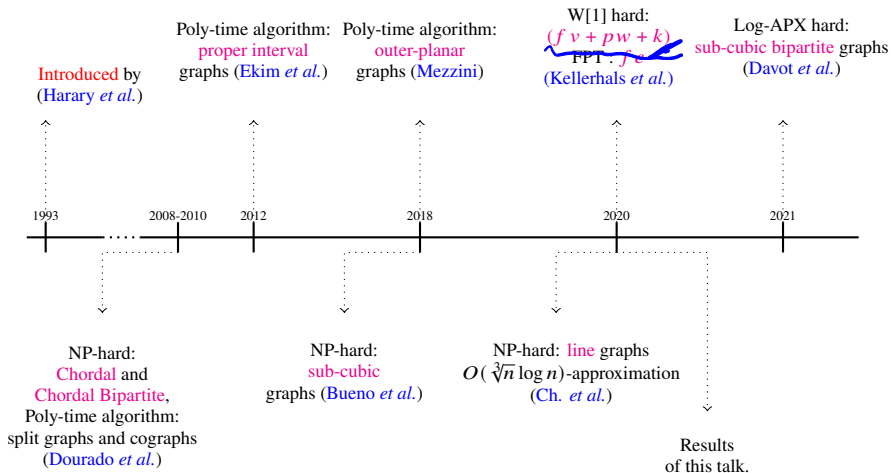 Introduced by
(Harary et al.)
Poly-time algorithm:
proper interval
graphs (Ekim et al.)
Poly-time algorithm:
outer-planar
graphs (Mezzini)
W[1] hard:
(fv + pw + k)
FPT : fe
(Kellerhals et al.)
Log-APX hard:
sub-cubic bipartite graphs
(Davot et al.)
1993
2008-2010
2012
2018
2020
2021
NP-hard:
Chordal and
Chordal Bipartite,
Poly-time algorithm:
split graphs and cographs
(Dourado et al.)
NP-hard:
sub-cubic
graphs (Bueno et al.)
NP-hard: line graphs
O(∛n log n)-approximation
(Ch. et al.)
Results
of this talk.